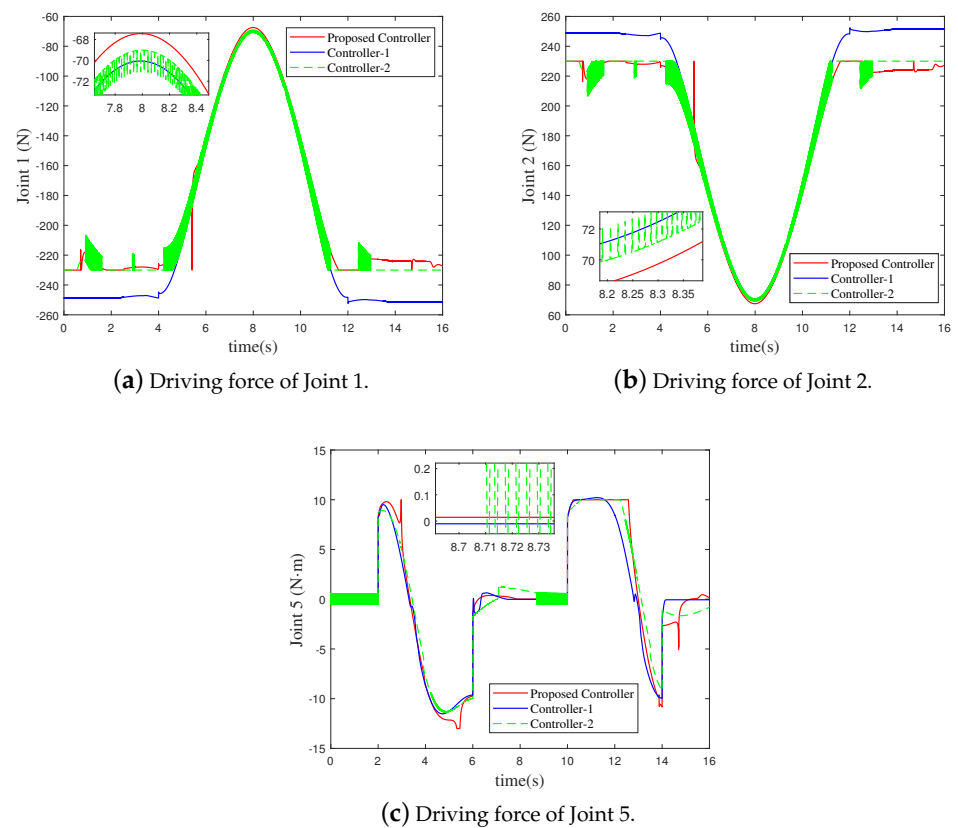 -60
-80
-100
-120
-140
-160
-180
-200
-220
-240
-260
Joint 1 (N)
-68
-70
-72
7.8 8 8.2 8.4
Proposed Controller
Controller-1
Controller-2
0 2 4 6 8 10 12 14 16
time(s)
(a) Driving force of Joint 1.
260
240
220
200
180
160
140
120
100
80
60
Joint 2 (N)
72
70
8.2 8.25 8.3 8.35
Proposed Controller
Controller-1
Controller-2
0 2 4 6 8 10 12 14 16
time(s)
(b) Driving force of Joint 2.
15
10
5
0
-5
-10
-15
Joint 5 (N·m)
0.2
0.1
0
8.7 8.71 8.72 8.73
Proposed Controller
Controller-1
Controller-2
0 2 4 6 8 10 12 14 16
time(s)
(c) Driving force of Joint 5.